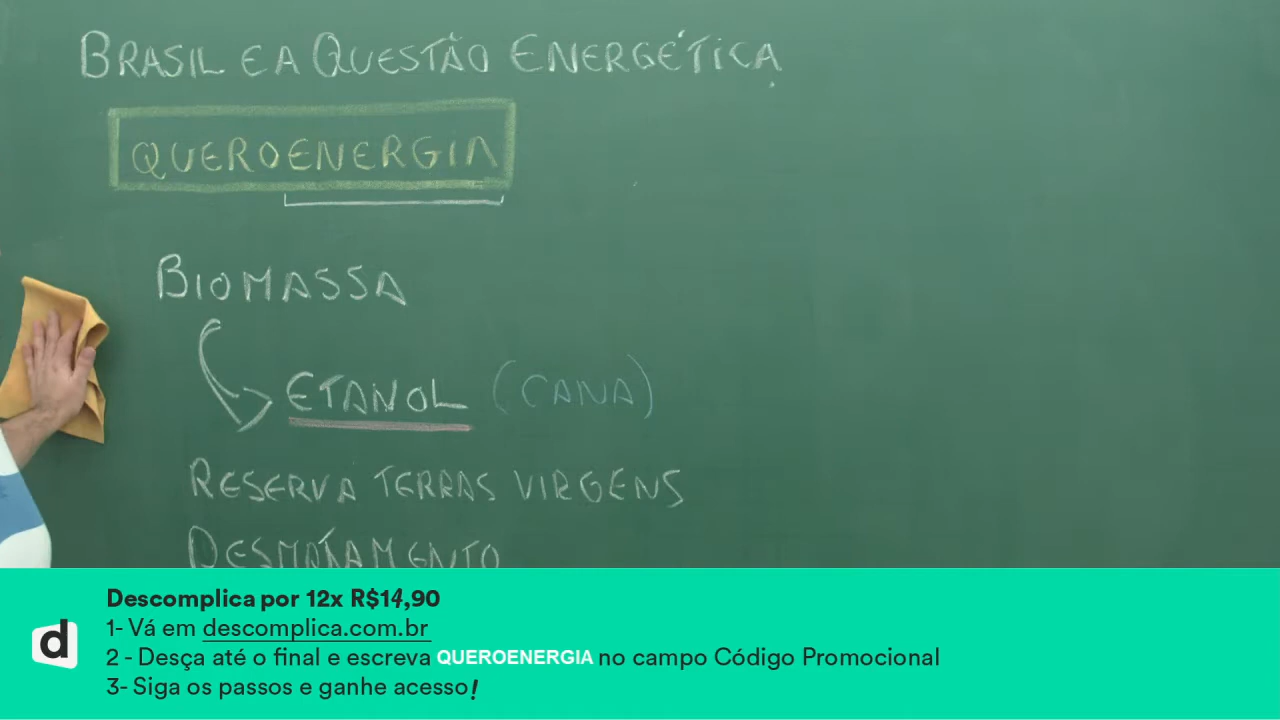 BRASIL E A QUESTÃO ENERGÉTICA
QUEROENERGIA
BIOMASSA
ETANOL (CANA)
RESERVA TERRAS VIRGENS
DESMATAMENTO
d
Descomplica por 12x R$14,90
1- Vá em descomplica.com.br
2 - Desça até o final e escreva QUEROENERGIA no campo Código Promocional
3- Siga os passos e ganhe acesso!